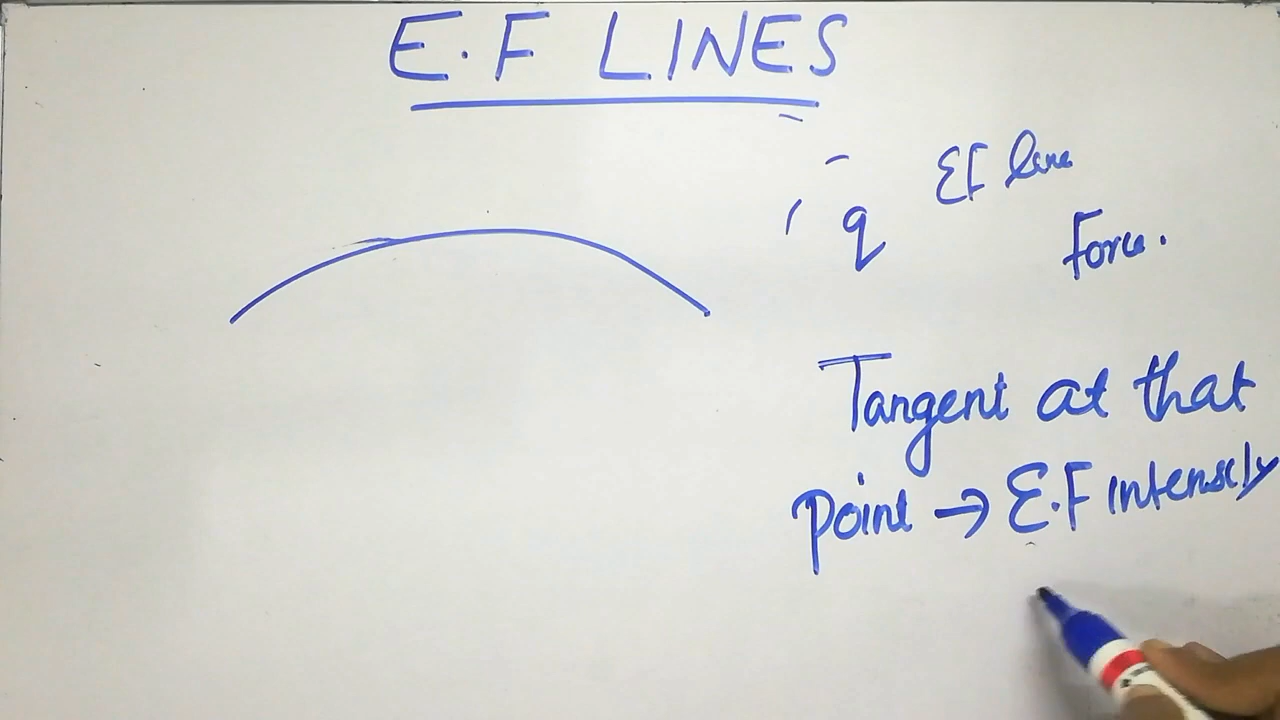 E.F LINES
q
EF line
Force.
Tangent at that
point → E.F intensity